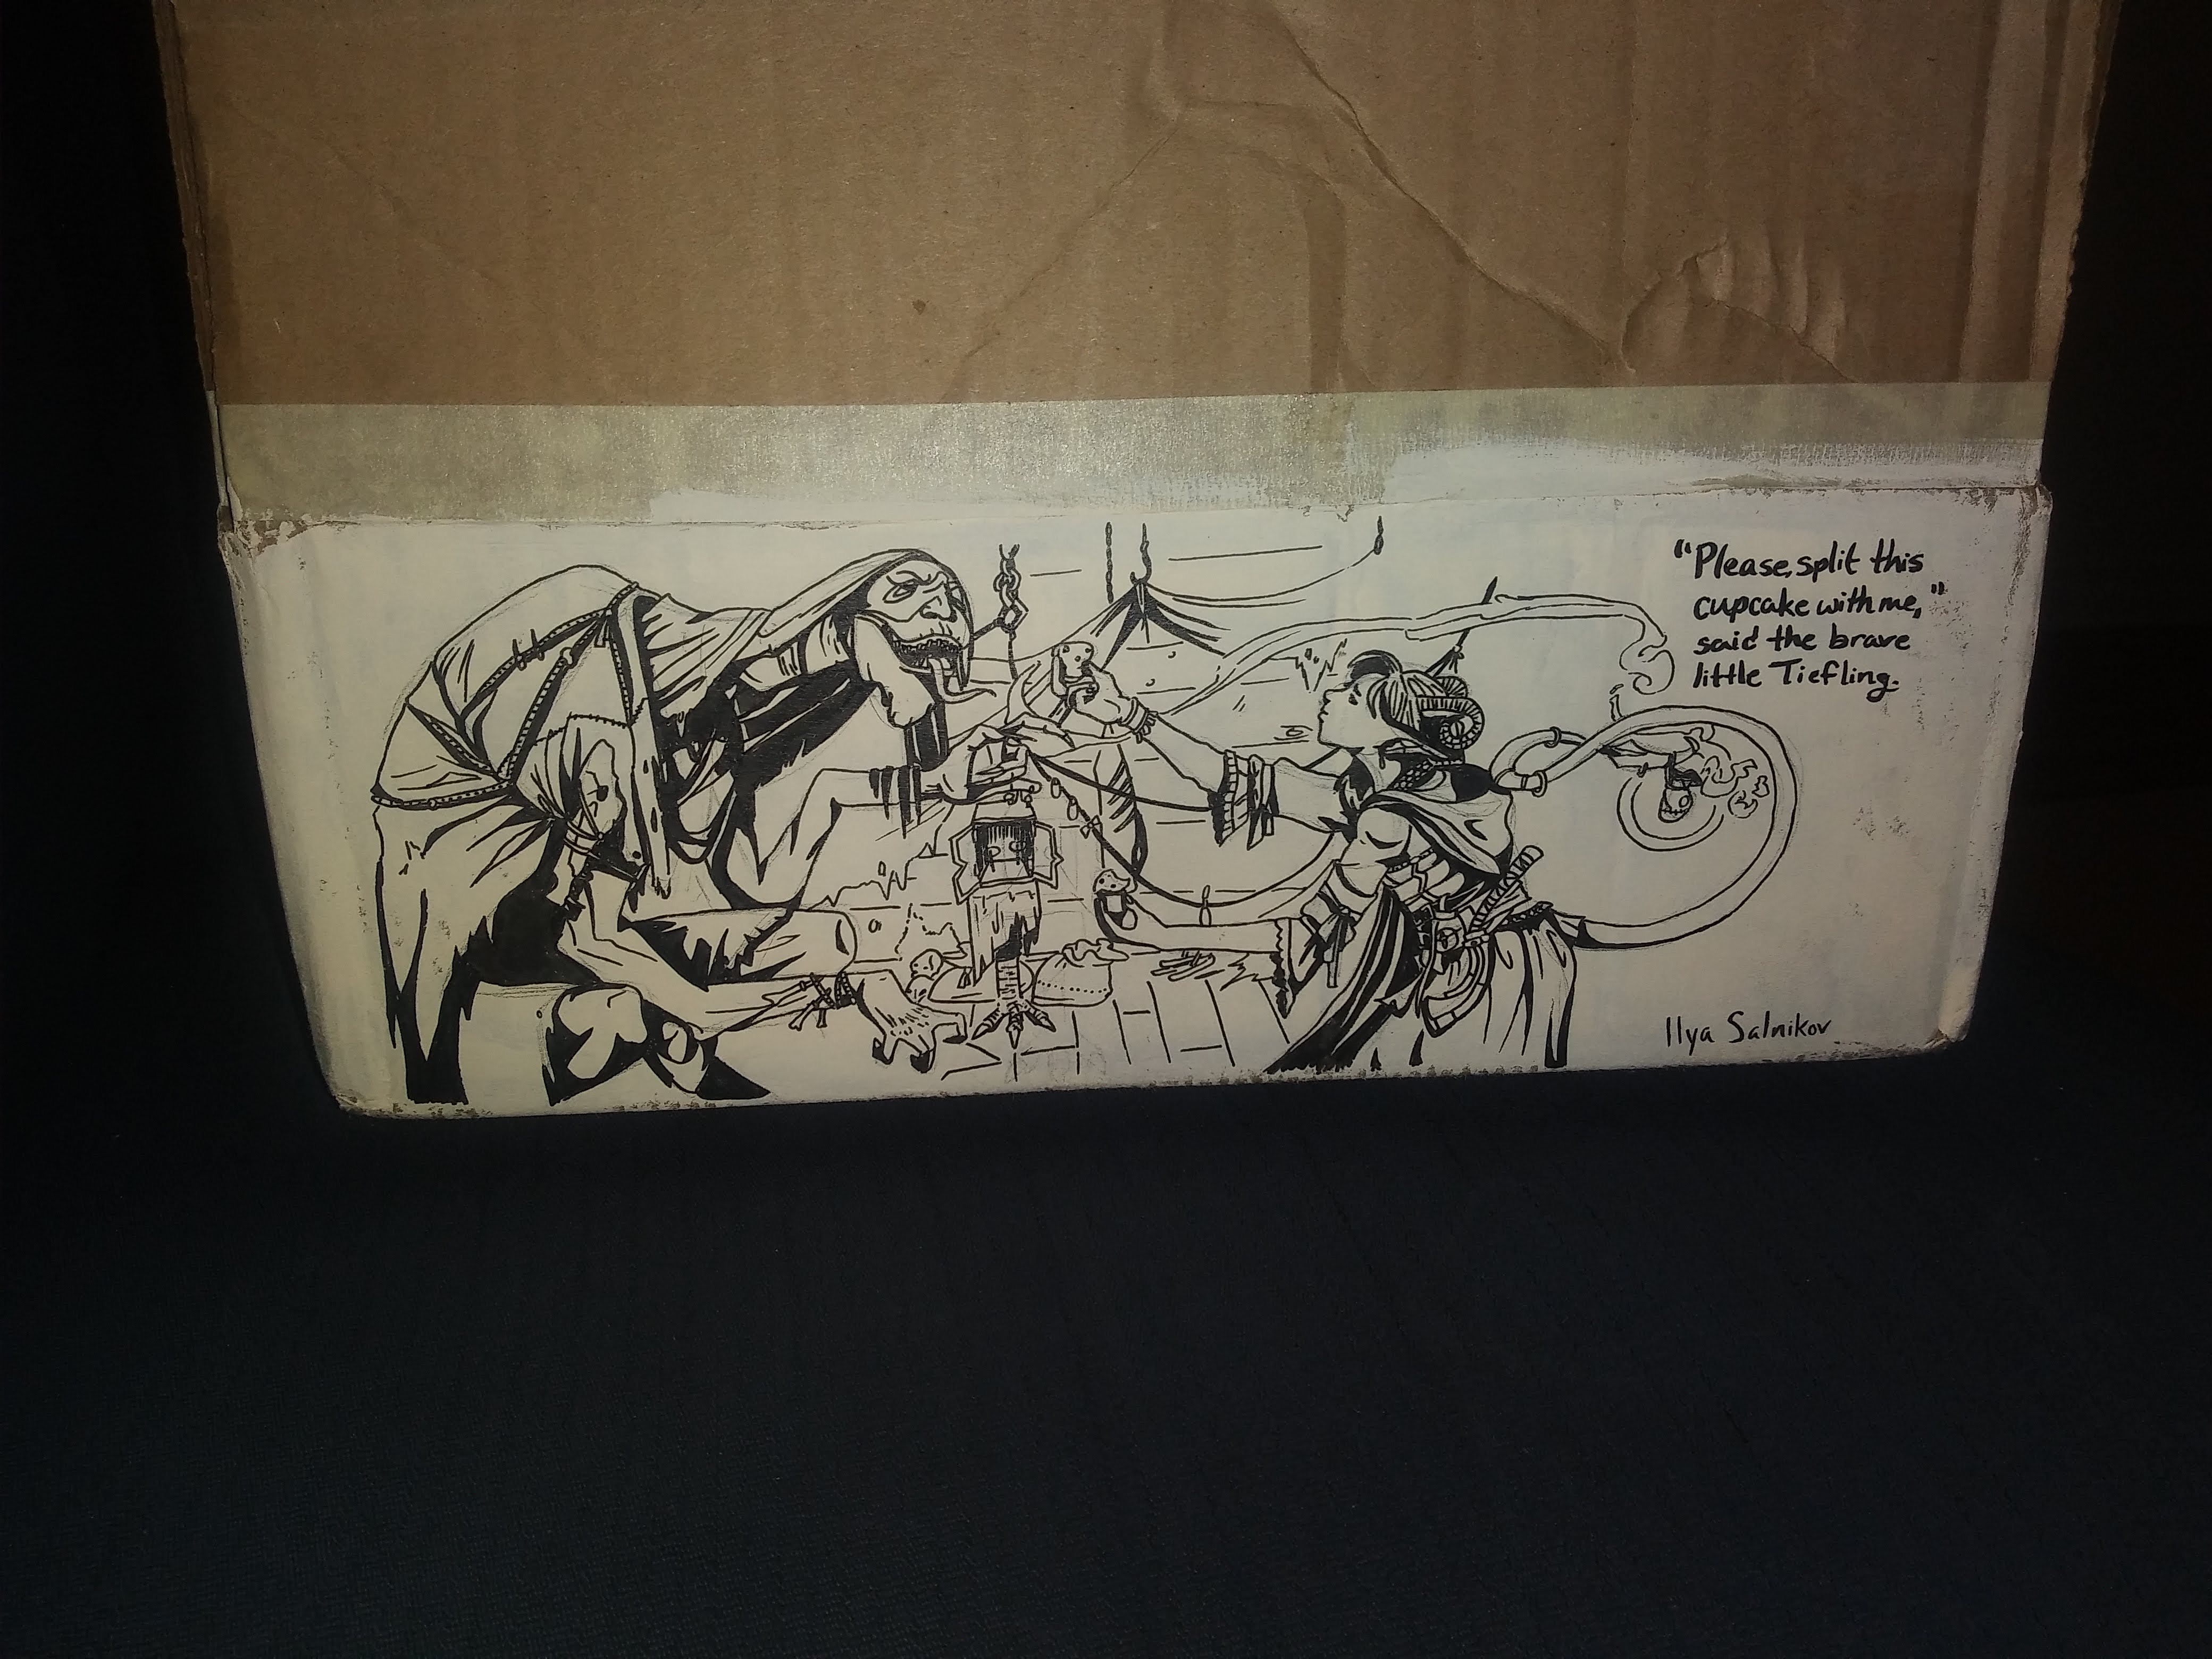 "Please, split this
cupcake with me,"
said the brave
little Tiefling.
Ilya Salnikov